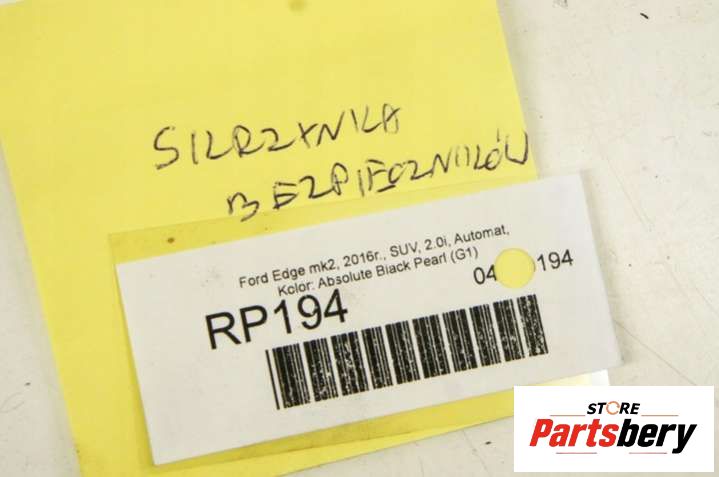 SKRZYNKA
BEZPIECZNIKÓW
Ford Edge mk2, 2016r., SUV, 2.0i, Automat,
Kolor: Absolute Black Pearl (G1)
04 194
RP194
STORE
Partsbery